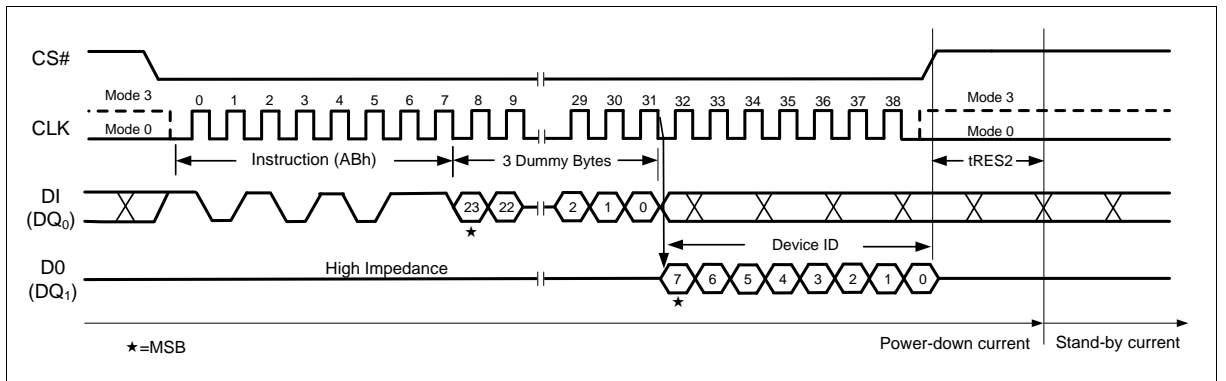 CS#
Mode 3
0 1 2 3 4 5 6 7 8 9 29 30 31 32 33 34 35 36 37 38
Mode 3
CLK
Mode 0
Mode 0
Instruction (ABh)
3 Dummy Bytes
tRES2
DI
(DQ0)
23 22 2 1 0
★
Device ID
D0
(DQ1)
High Impedance
7 6 5 4 3 2 1 0
★
★=MSB
Power-down current
Stand-by current